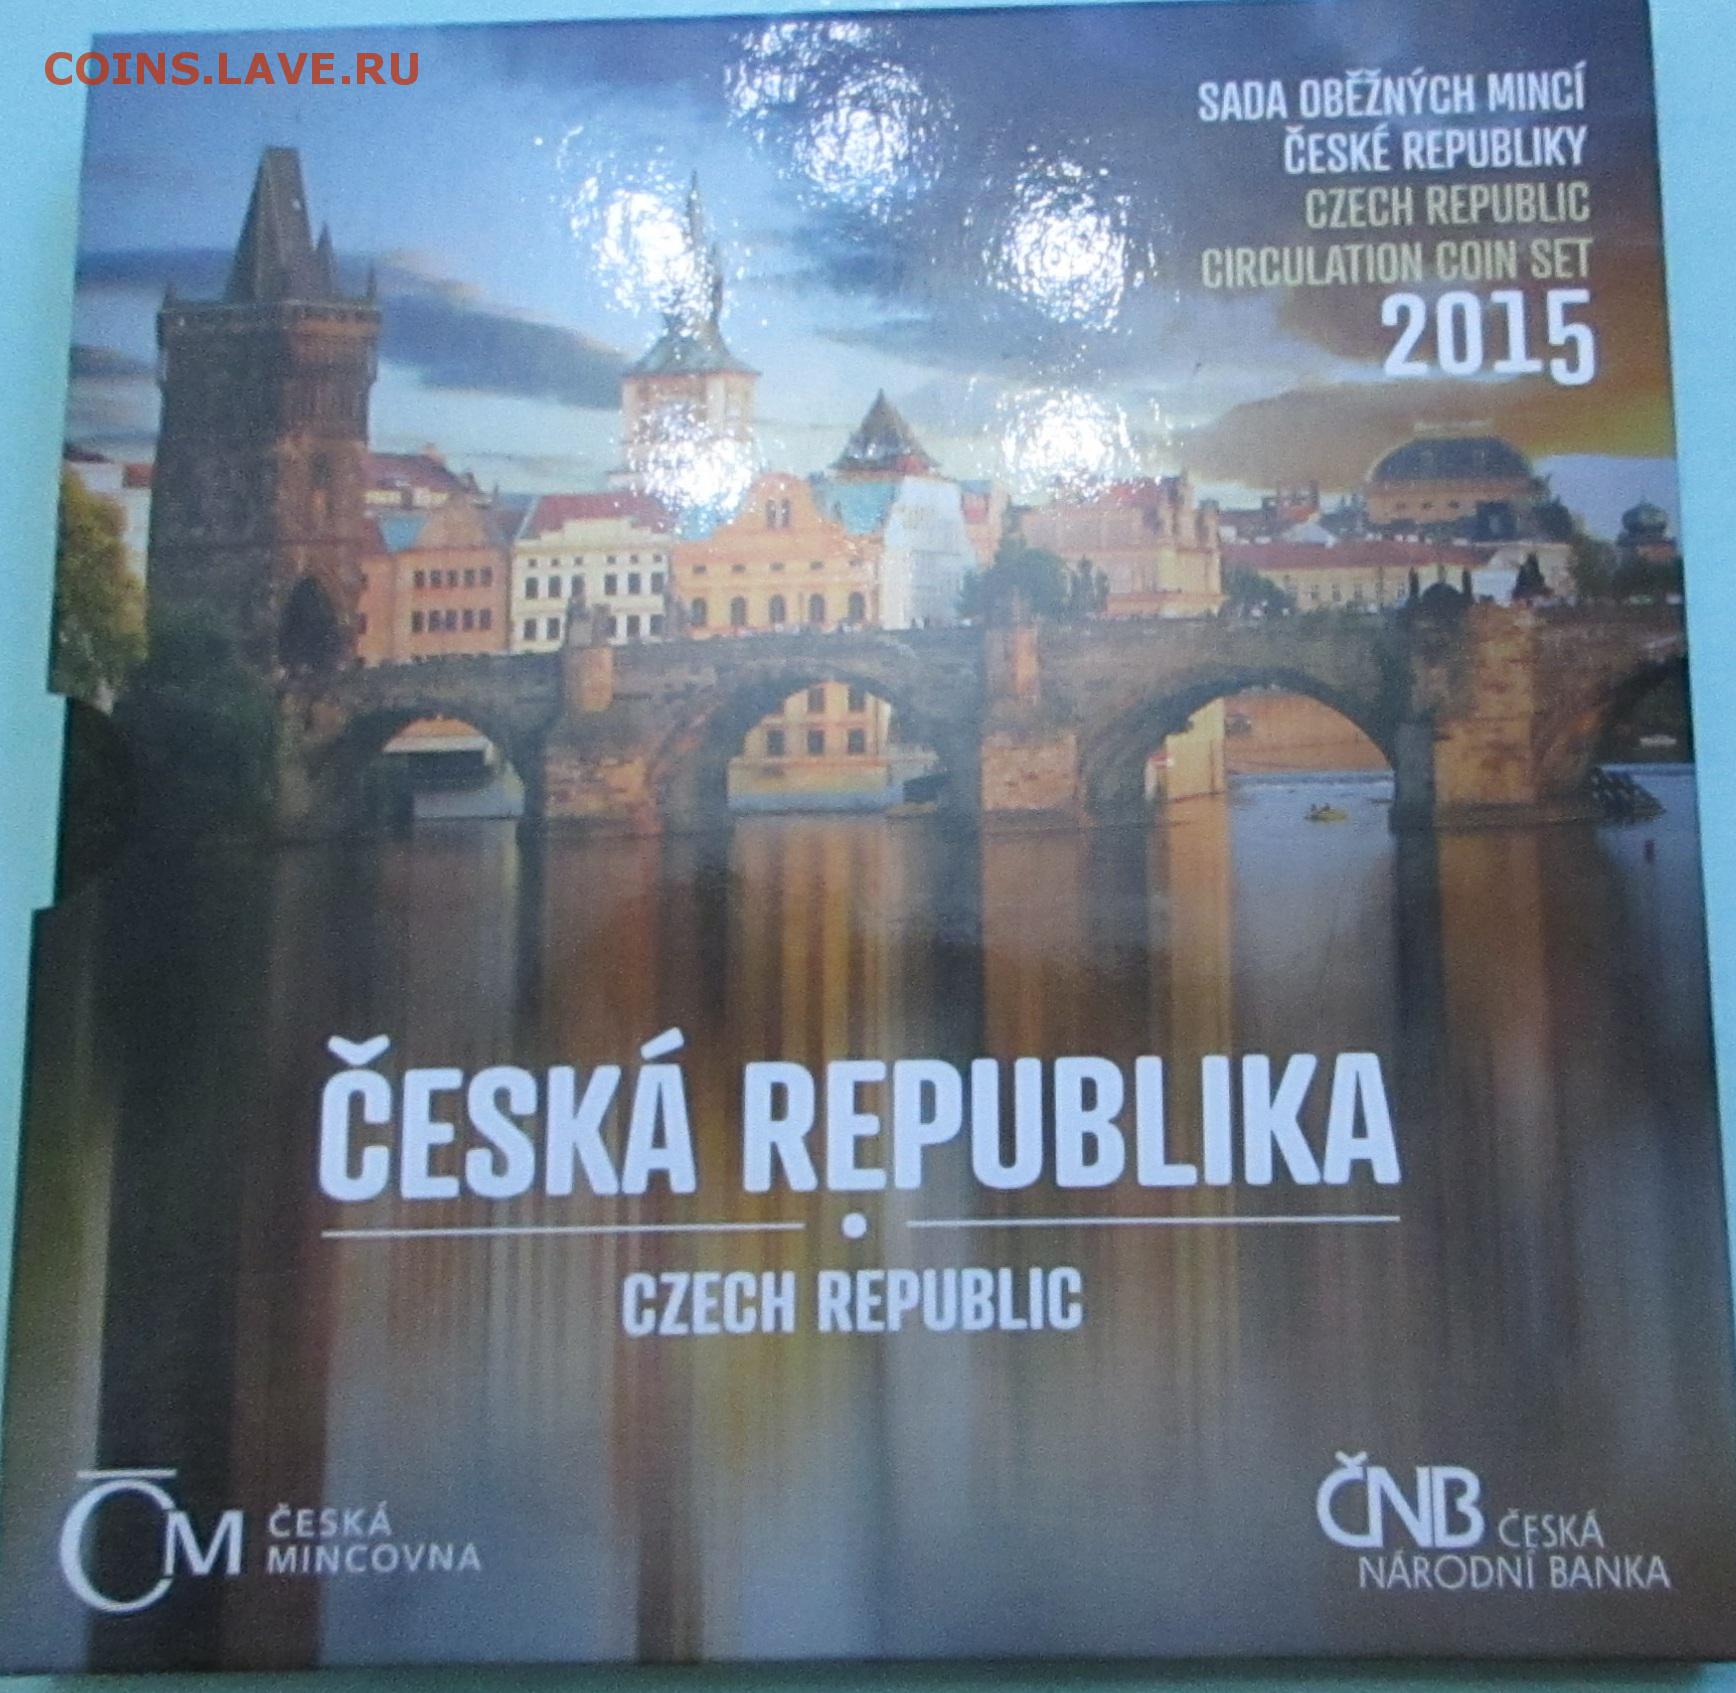 COINS.LAVE.RU
SADA OBĚŽNÝCH MINCÍ
ČESKÉ REPUBLIKY
CZECH REPUBLIC
CIRCULATION COIN SET
2015
ČESKÁ REPUBLIKA
CZECH REPUBLIC
ČM ČESKÁ
MINCOVNA
ČNB ČESKÁ
NÁRODNÍ BANKA